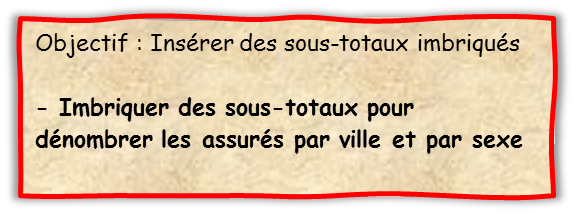 Objectif : Insérer des sous-totaux imbriqués
- Imbriquer des sous-totaux pour
dénombrer les assurés par ville et par sexe